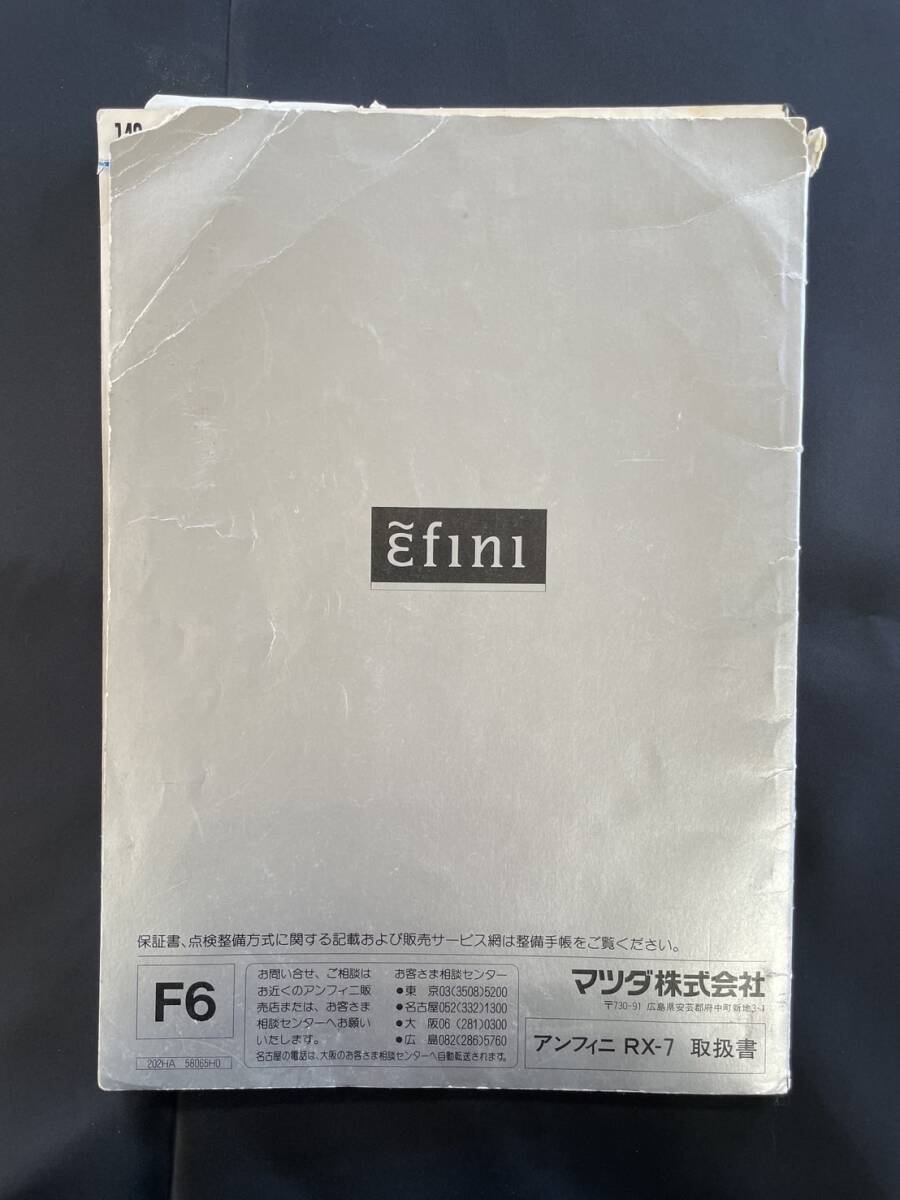 149
ɛ̃fini
保証書、点検整備方式に関する記載および販売サービス網は整備手帳をご覧ください。
F6
202HA 58065H0
お問い合せ、ご相談は
お近くのアンフィニ販
売店または、お客さま
相談センターへお願い
いたします。
お客さま相談センター
●東 京03(3508)5200
●名古屋052(332)1300
●大 阪06 (281)0300
●広 島082(286)5760
名古屋の電話は、大阪のお客さま相談センターへ自動転送されます。
マツダ株式会社
〒730-91 広島県安芸郡府中町新地3-1
アンフィニ RX-7 取扱書